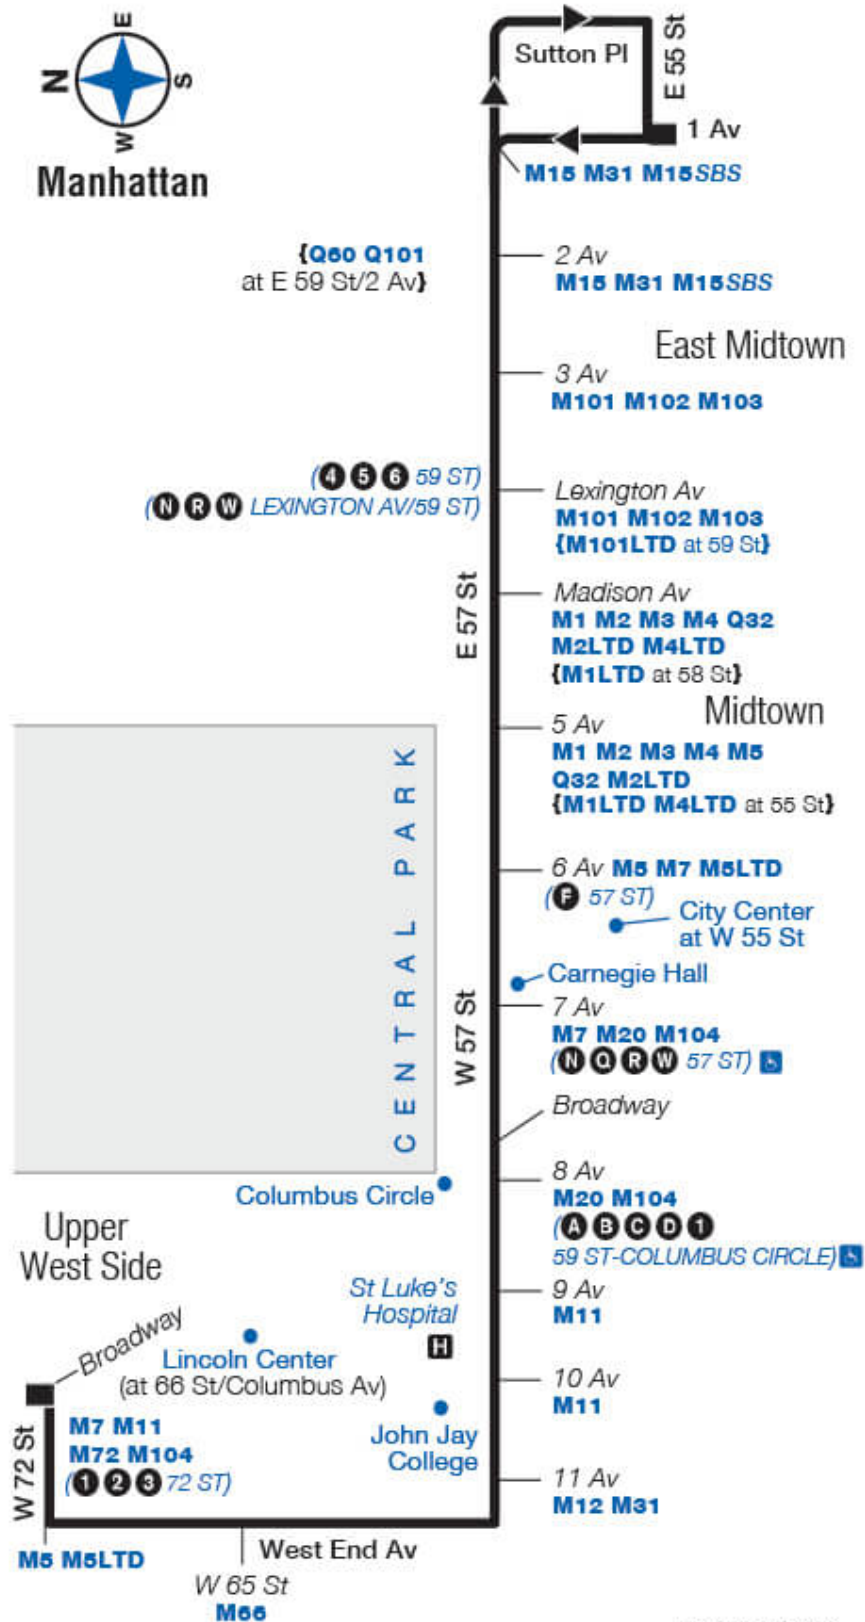 E
N
S
W
Manhattan
Sutton Pl
E 55 St
1 Av
M15 M31 M15SBS
{Q60 Q101
at E 59 St/2 Av}
2 Av
M15 M31 M15SBS
East Midtown
3 Av
M101 M102 M103
(4 5 6 59 ST)
(N R W LEXINGTON AV/59 ST)
Lexington Av
M101 M102 M103
{M101LTD at 59 St}
E 57 St
Madison Av
M1 M2 M3 M4 Q32
M2LTD M4LTD
{M1LTD at 58 St}
Midtown
5 Av
M1 M2 M3 M4 M5
Q32 M2LTD
{M1LTD M4LTD at 55 St}
CENTRAL PARK
6 Av M5 M7 M5LTD
(F 57 ST)
City Center
at W 55 St
Carnegie Hall
W 57 St
7 Av
M7 M20 M104
(N Q R W 57 ST)
Broadway
8 Av
M20 M104
(A B C D 1
59 ST-COLUMBUS CIRCLE)
Columbus Circle
Upper
West Side
St Luke's
Hospital
H
9 Av
M11
Broadway
Lincoln Center
(at 66 St/Columbus Av)
10 Av
M11
W 72 St
M7 M11
M72 M104
(1 2 3 72 ST)
John Jay
College
11 Av
M12 M31
M5 M5LTD
West End Av
W 65 St
M66